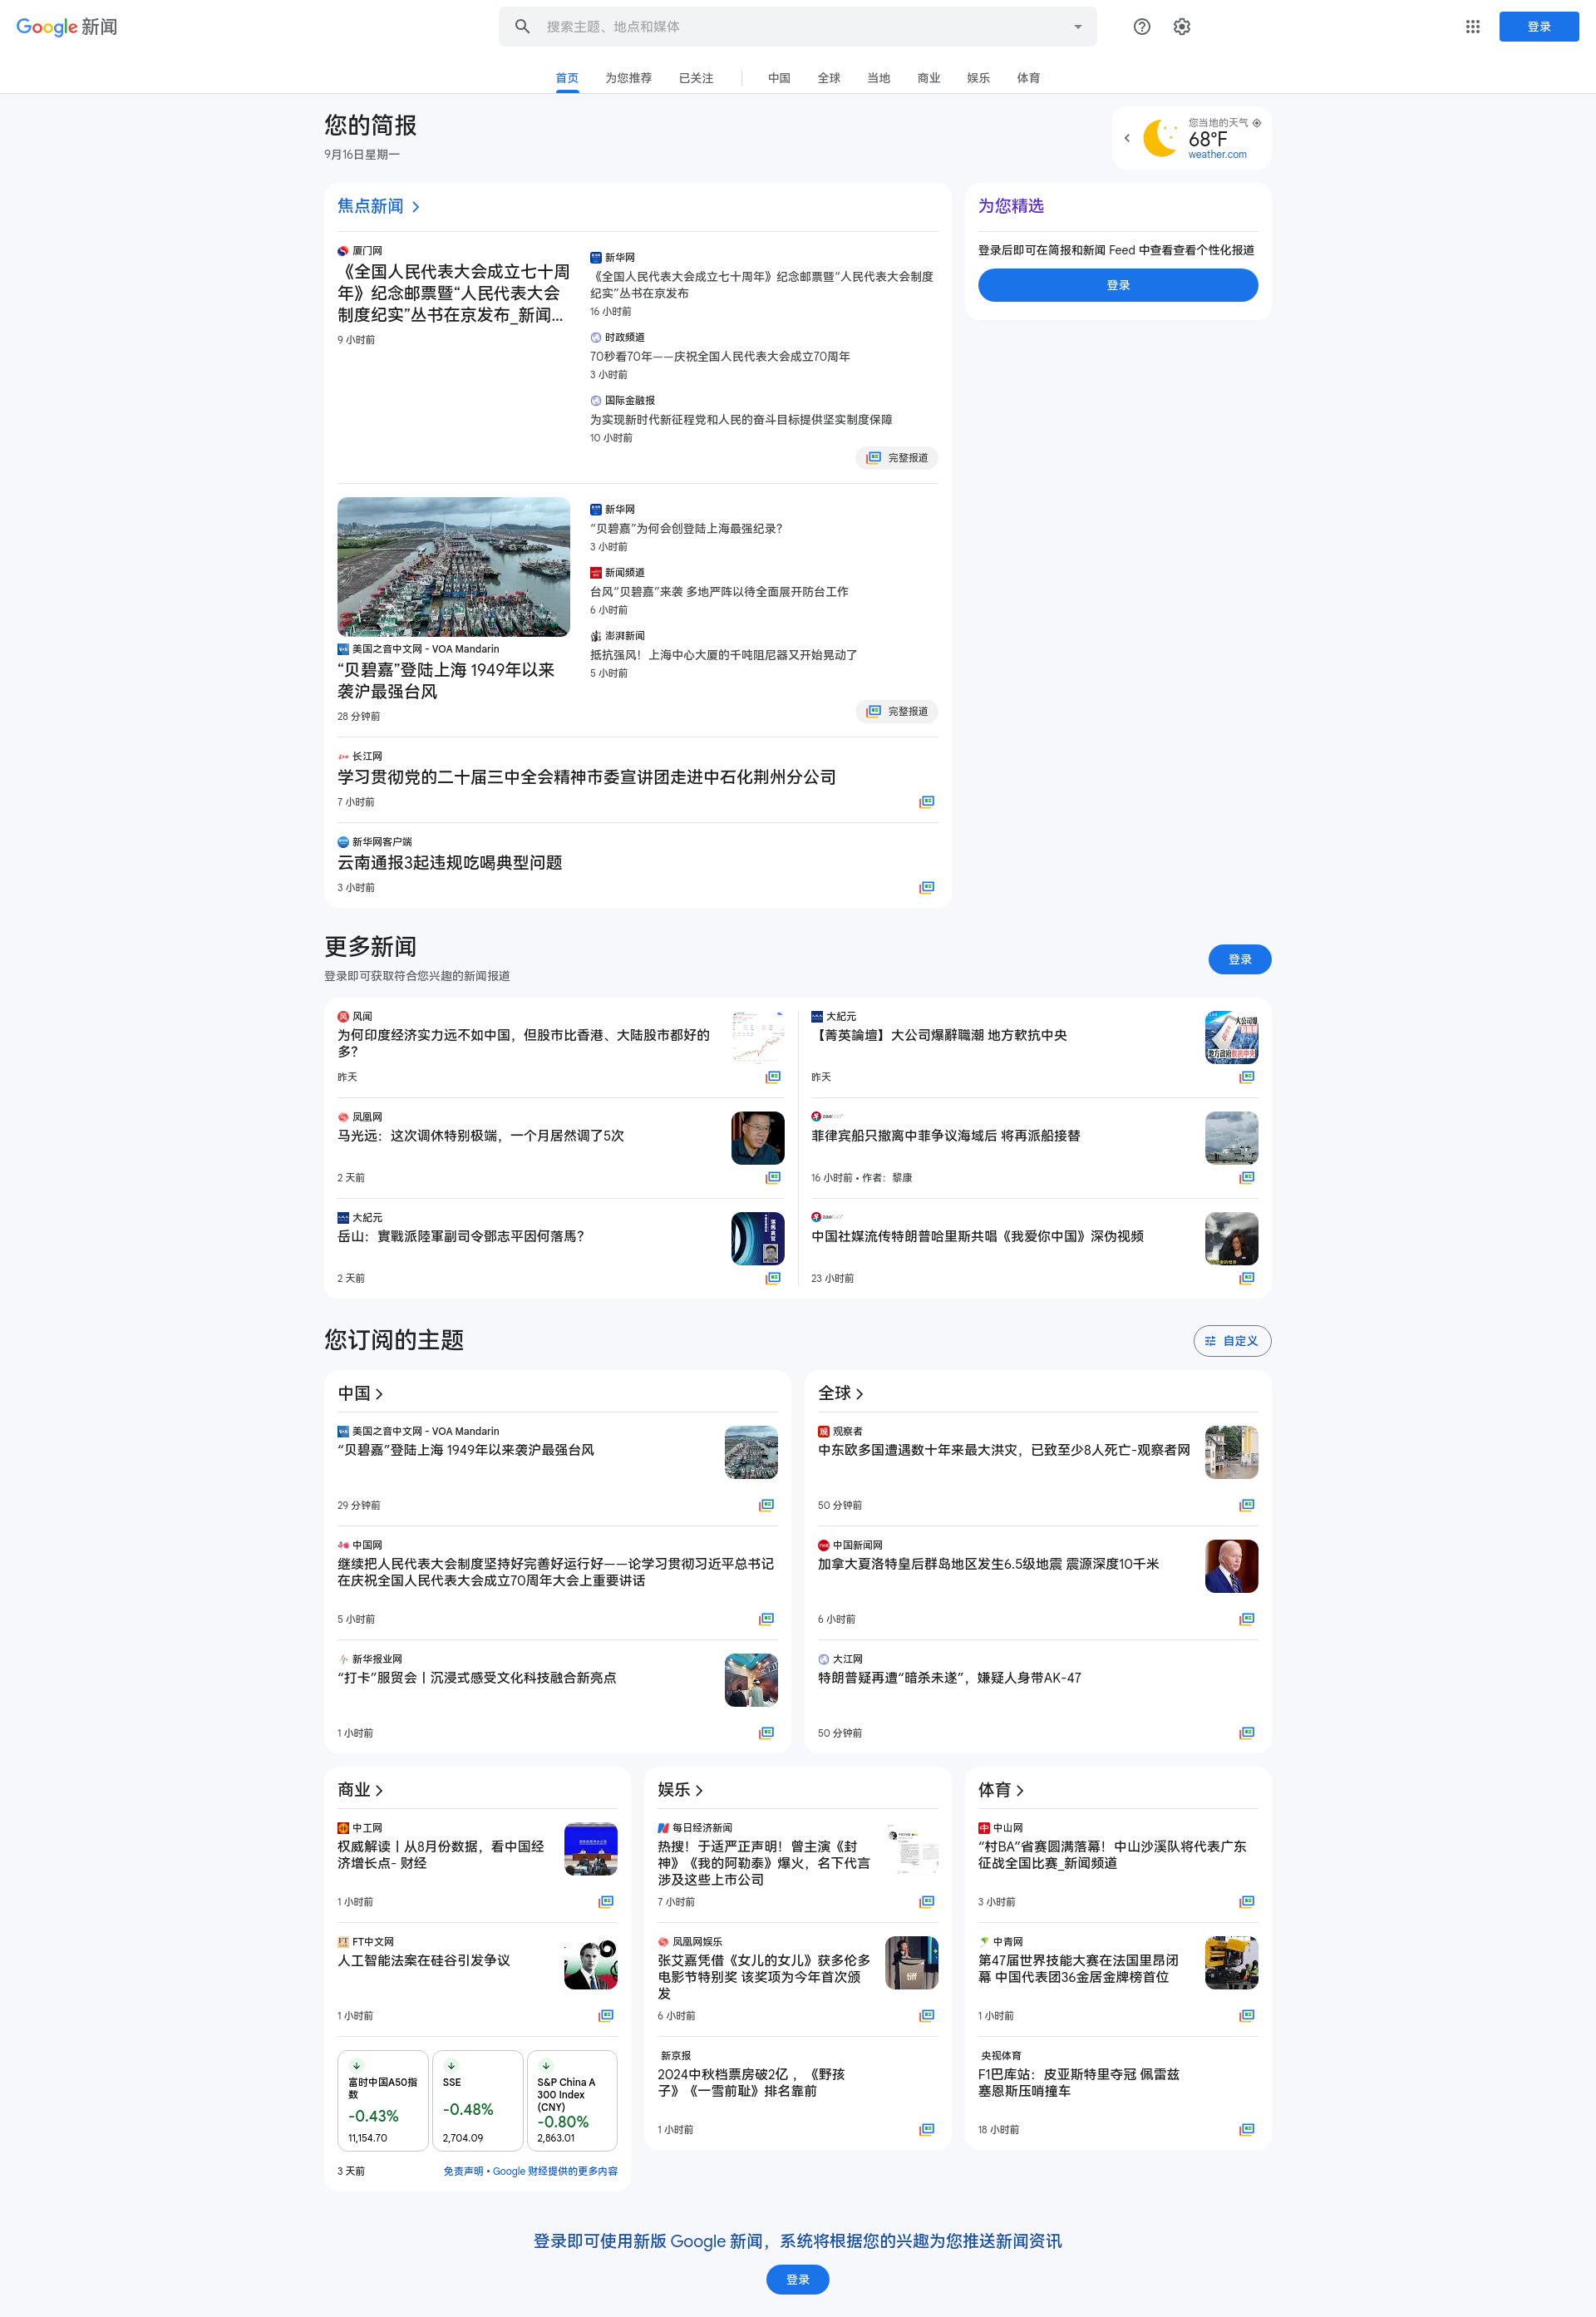 Google 新闻
搜索主题、地点和媒体
登录
首页
为您推荐
已关注
中国
全球
当地
商业
娱乐
体育
您的简报
9月16日星期一
您当地的天气
68°F
weather.com
焦点新闻
厦门网
《全国人民代表大会成立七十周
年》纪念邮票暨“人民代表大会
制度纪实”丛书在京发布_新闻...
9 小时前
新华网
《全国人民代表大会成立七十周年》纪念邮票暨“人民代表大会制度
纪实”丛书在京发布
16 小时前
时政频道
70秒看70年——庆祝全国人民代表大会成立70周年
3 小时前
国际金融报
为实现新时代新征程党和人民的奋斗目标提供坚实制度保障
10 小时前
完整报道
为您精选
登录后即可在简报和新闻 Feed 中查看查看个性化报道
登录
美国之音中文网 - VOA Mandarin
“贝碧嘉”登陆上海 1949年以来
袭沪最强台风
28 分钟前
新华网
“贝碧嘉”为何会创登陆上海最强纪录？
3 小时前
新闻频道
台风“贝碧嘉”来袭 多地严阵以待全面展开防台工作
6 小时前
澎湃新闻
抵抗强风！上海中心大厦的千吨阻尼器又开始晃动了
5 小时前
完整报道
长江网
学习贯彻党的二十届三中全会精神市委宣讲团走进中石化荆州分公司
7 小时前
新华网客户端
云南通报3起违规吃喝典型问题
3 小时前
更多新闻
登录即可获取符合您兴趣的新闻报道
登录
风闻
为何印度经济实力远不如中国，但股市比香港、大陆股市都好的
多？
昨天
大紀元
【菁英論壇】大公司爆辭職潮 地方軟抗中央
大公司爆
地方政府軟抗中央
昨天
凤凰网
马光远：这次调休特别极端，一个月居然调了5次
2 天前
菲律宾船只撤离中菲争议海域后 将再派船接替
16 小时前 • 作者：黎康
大紀元
岳山：實戰派陸軍副司令鄧志平因何落馬？
2 天前
中国社媒流传特朗普哈里斯共唱《我爱你中国》深伪视频
23 小时前
您订阅的主题
自定义
中国
美国之音中文网 - VOA Mandarin
“贝碧嘉”登陆上海 1949年以来袭沪最强台风
29 分钟前
中国网
继续把人民代表大会制度坚持好完善好运行好——论学习贯彻习近平总书记
在庆祝全国人民代表大会成立70周年大会上重要讲话
5 小时前
新华报业网
“打卡”服贸会丨沉浸式感受文化科技融合新亮点
1 小时前
全球
观察者
中东欧多国遭遇数十年来最大洪灾，已致至少8人死亡-观察者网
50 分钟前
中国新闻网
加拿大夏洛特皇后群岛地区发生6.5级地震 震源深度10千米
6 小时前
大江网
特朗普疑再遭“暗杀未遂”，嫌疑人身带AK-47
50 分钟前
商业
中工网
权威解读丨从8月份数据，看中国经
济增长点- 财经
1 小时前
FT中文网
人工智能法案在硅谷引发争议
1 小时前
富时中国A50指
数
-0.43%
11,154.70
SSE
-0.48%
2,704.09
S&P China A
300 Index
(CNY)
-0.80%
2,863.01
3 天前
免责声明 • Google 财经提供的更多内容
娱乐
每日经济新闻
热搜！于适严正声明！曾主演《封
神》《我的阿勒泰》爆火，名下代言
涉及这些上市公司
7 小时前
凤凰网娱乐
张艾嘉凭借《女儿的女儿》获多伦多
电影节特别奖 该奖项为今年首次颁
发
tiff
6 小时前
新京报
2024中秋档票房破2亿 ，《野孩
子》《一雪前耻》排名靠前
1 小时前
体育
中山网
“村BA”省赛圆满落幕！中山沙溪队将代表广东
征战全国比赛_新闻频道
3 小时前
中青网
第47届世界技能大赛在法国里昂闭
幕 中国代表团36金居金牌榜首位
1 小时前
央视体育
F1巴库站：皮亚斯特里夺冠 佩雷兹
塞恩斯压哨撞车
18 小时前
登录即可使用新版 Google 新闻，系统将根据您的兴趣为您推送新闻资讯
登录